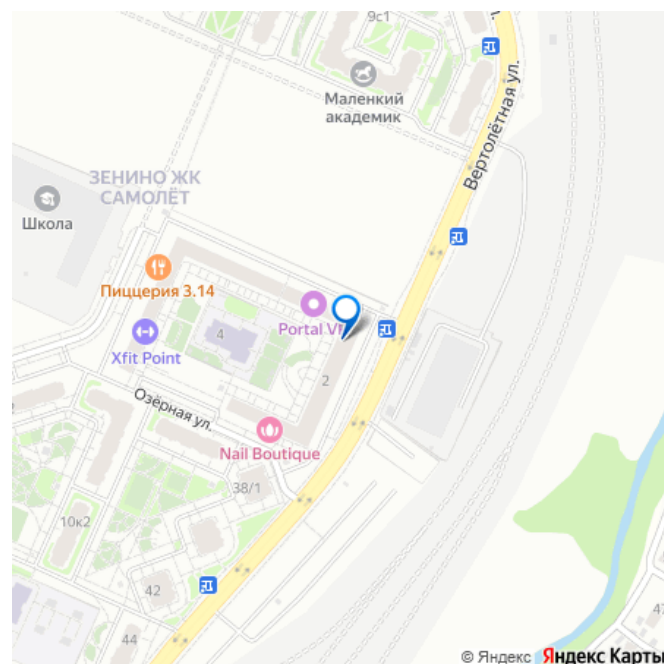 9с1
Маленкий
академик
Вертолётная ул.
ЗЕНИНО ЖК
САМОЛЁТ
Школа
Пиццерия 3.14
Portal
4
Xfit Point
2
Озёрная ул.
Nail Boutique
38/1
10к2
42
44
47
© Яндекс Яндекс Карты